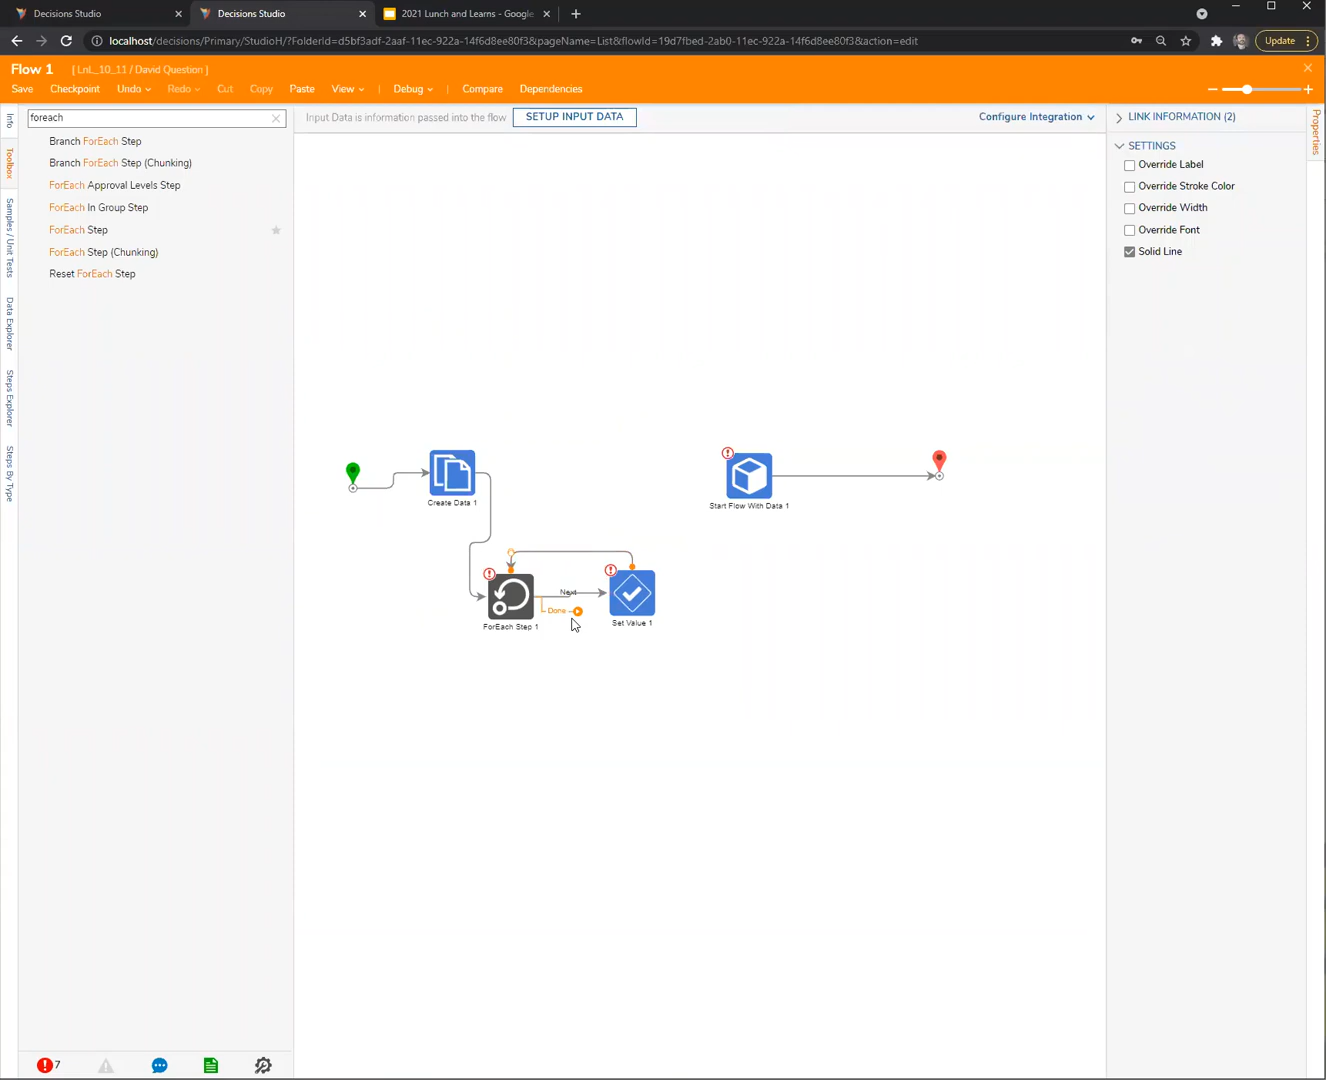 Decisions Studio
Decisions Studio
2021 Lunch and Learns - Google
localhost/decisions/Primary/StudioH/?FolderId=d5bf3adf-2aaf-11ec-922a-14f6d8ee80f3&pageName=List&flowId=19d7fbed-2ab0-11ec-922a-14f6d8ee80f3&action=edit
Update
Flow 1 [ LnL_10_11 / David Question ]
Save Checkpoint Undo Redo Cut Copy Paste View Debug Compare Dependencies
Info
Toolbox
Samples / Unit Tests
Data Explorer
Steps Explorer
Steps By Type
foreach
Branch ForEach Step
Branch ForEach Step (Chunking)
ForEach Approval Levels Step
ForEach In Group Step
ForEach Step
ForEach Step (Chunking)
Reset ForEach Step
7
Input Data is information passed into the flow
SETUP INPUT DATA
Configure Integration
Create Data 1
Start Flow With Data 1
Next
Done
ForEach Step 1
Set Value 1
LINK INFORMATION (2)
SETTINGS
Override Label
Override Stroke Color
Override Width
Override Font
Solid Line
Properties